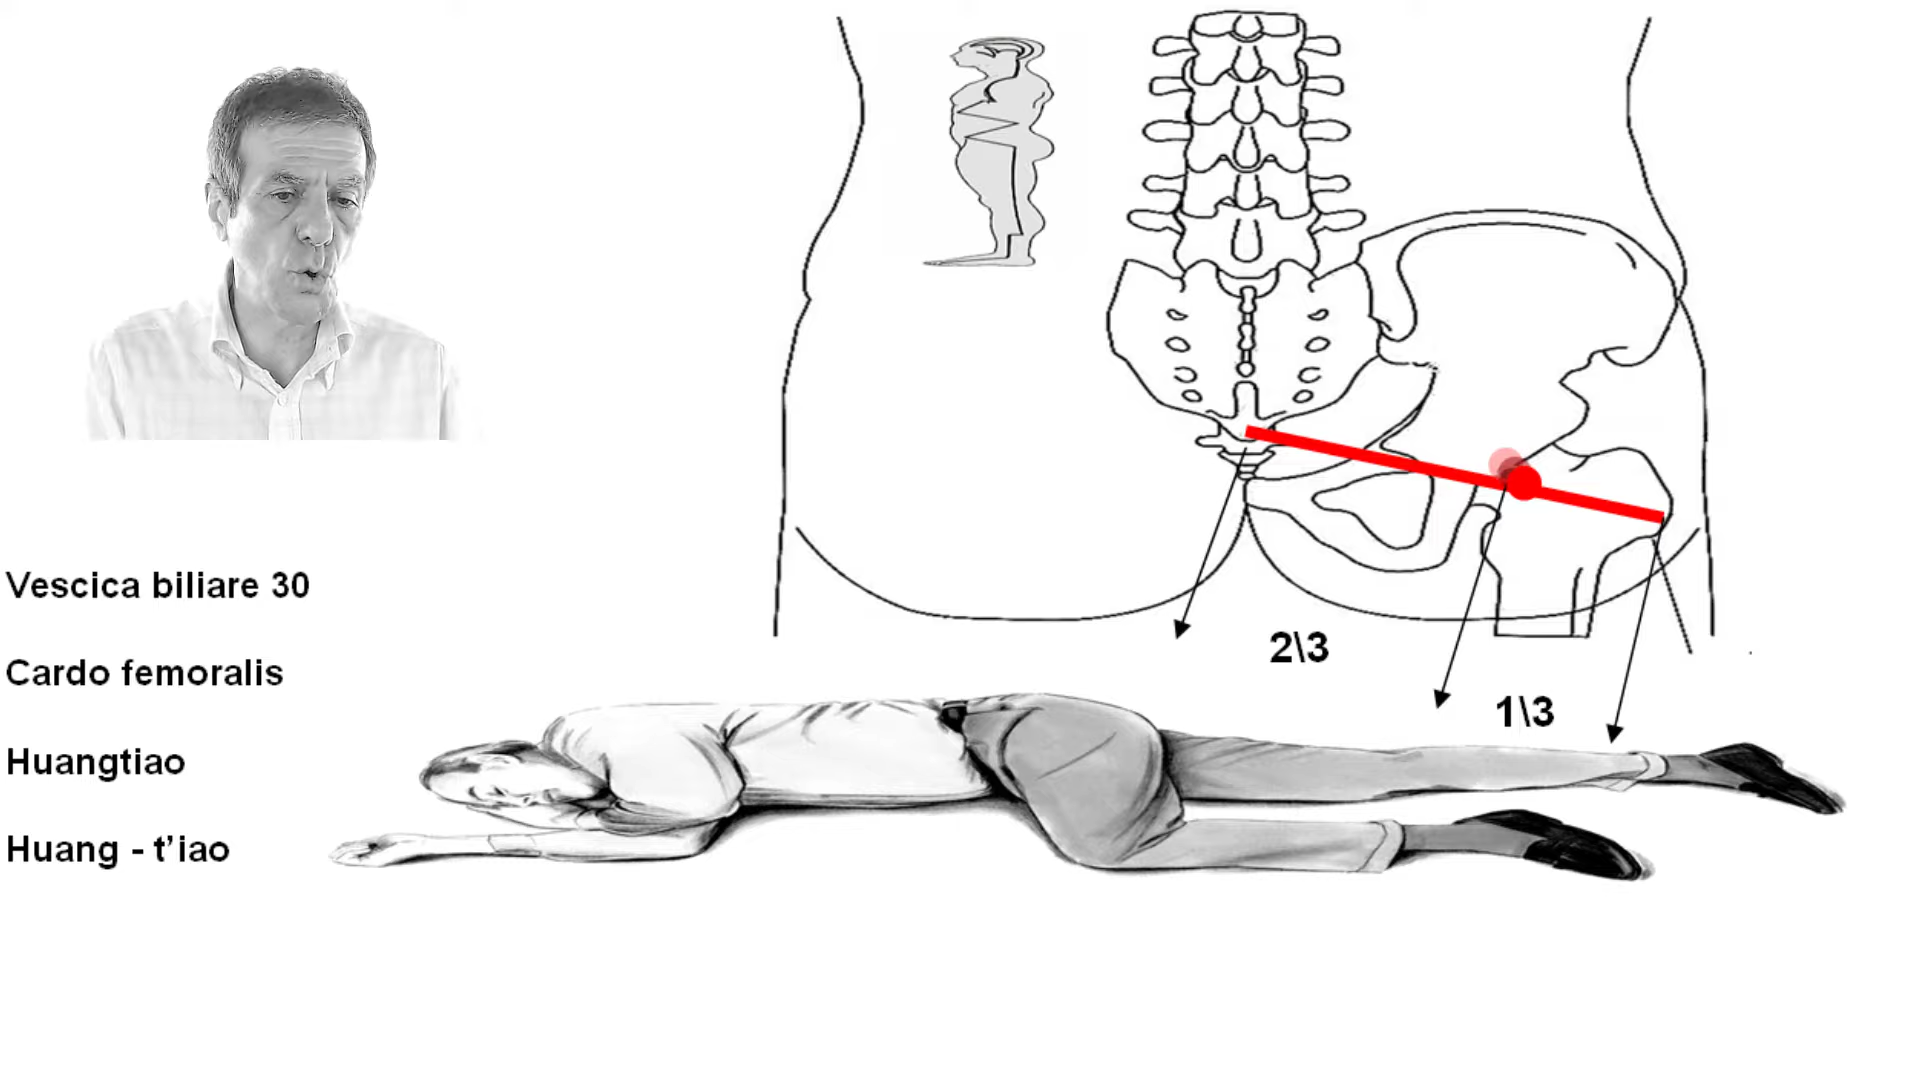 Vescica biliare 30
Cardo femoralis
Huangtiao
Huang - t’iao
2\3
1\3